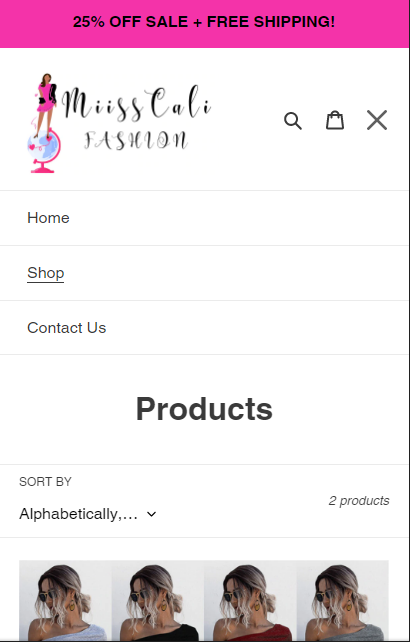 25% OFF SALE + FREE SHIPPING!
MiissCali
FASHION
Home
Shop
Contact Us
Products
SORT BY
Alphabetically,...
2 products